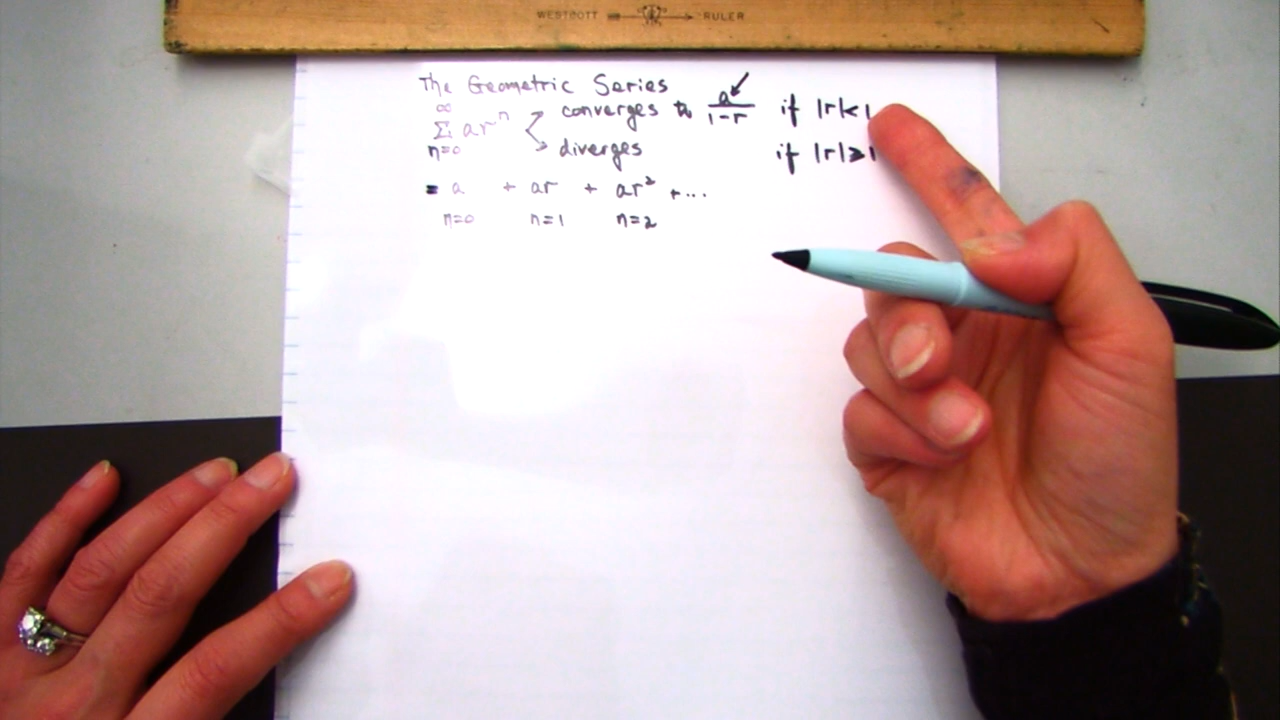 WESTCOTT RULER
The Geometric Series
∞
Σ ar^n converges to a/(1-r) if |r|<1
n=0 diverges if |r|≥1
= a + ar + ar² + ...
n=0 n=1 n=2